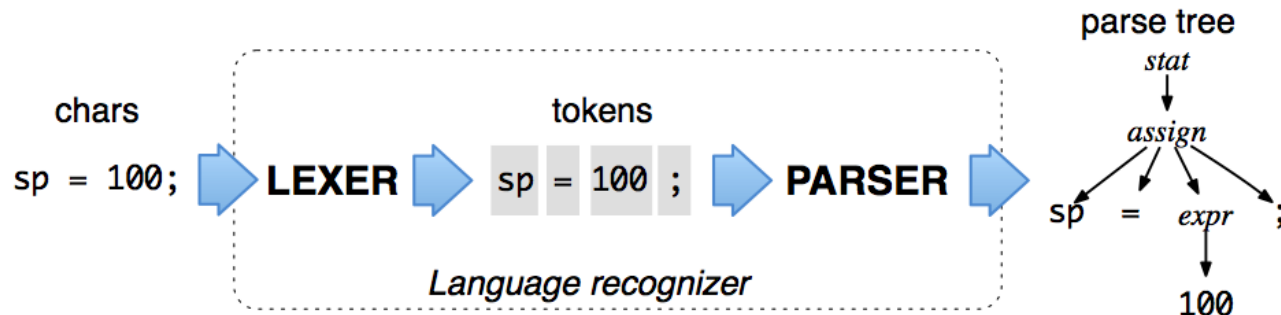 parse tree
stat
chars
tokens
assign
sp = 100;
LEXER
sp = 100 ;
PARSER
sp = expr ;
Language recognizer
100